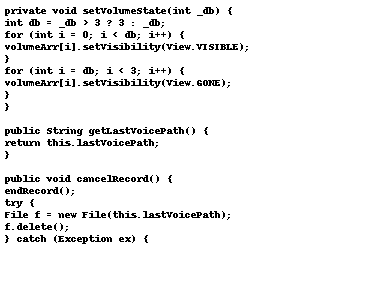 private void setVolumeState(int _db) {
int db = _db > 3 ? 3 : _db;
for (int i = 0; i < db; i++) {
volumeArr[i].setVisibility(View.VISIBLE);
}
for (int i = db; i < 3; i++) {
volumeArr[i].setVisibility(View.GONE);
}
}

public String getLastVoicePath() {
return this.lastVoicePath;
}

public void cancelRecord() {
endRecord();
try {
File f = new File(this.lastVoicePath);
f.delete();
} catch (Exception ex) {